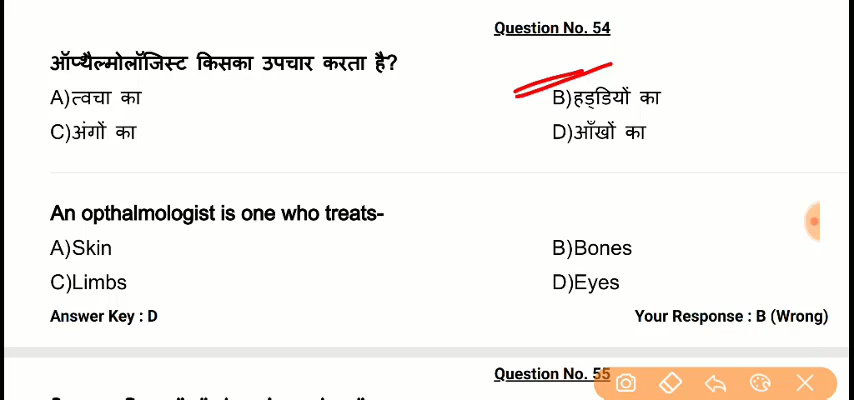 Question No. 54
ऑप्थैल्मोलॉजिस्ट किसका उपचार करता है?
A)त्वचा का
B)हड्डियों का
C)अंगों का
D)आँखों का
An opthalmologist is one who treats-
A)Skin
B)Bones
C)Limbs
D)Eyes
Answer Key : D
Your Response : B (Wrong)
Question No. 55